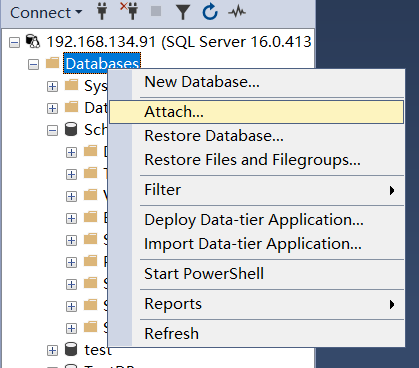 Connect
192.168.134.91 (SQL Server 16.0.413
Databases
New Database...
Attach...
Restore Database...
Restore Files and Filegroups...
Filter
Deploy Data-tier Application...
Import Data-tier Application...
Start PowerShell
Reports
Refresh
Sys
Dat
Sch
test